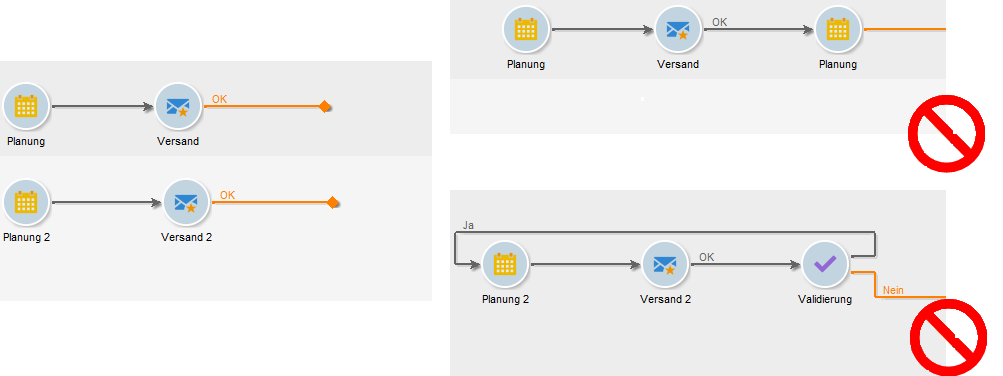 OK
Planung
Versand
OK
Planung 2
Versand 2
OK
Planung
Versand
Planung
Ja
OK
Nein
Planung 2
Versand 2
Validierung